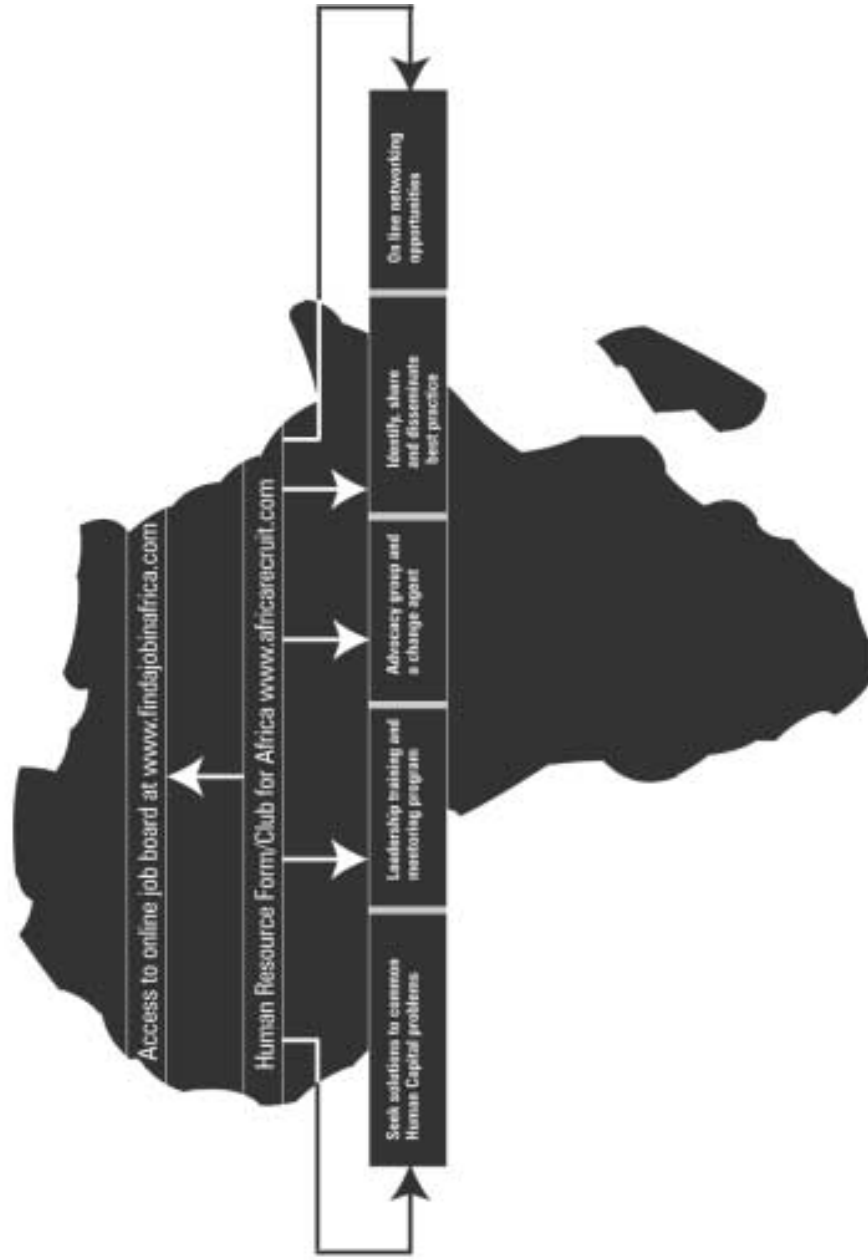 Access to online job board at www.findajobinafrica.com
Human Resource Form/Club for Africa www.africarecruit.com
Seek solutions to common
Human Capital problems
Leadership training and
mentoring program
Advocacy group and
a change agent
Identify, share
and disseminate
best practice
On line networking
opportunities